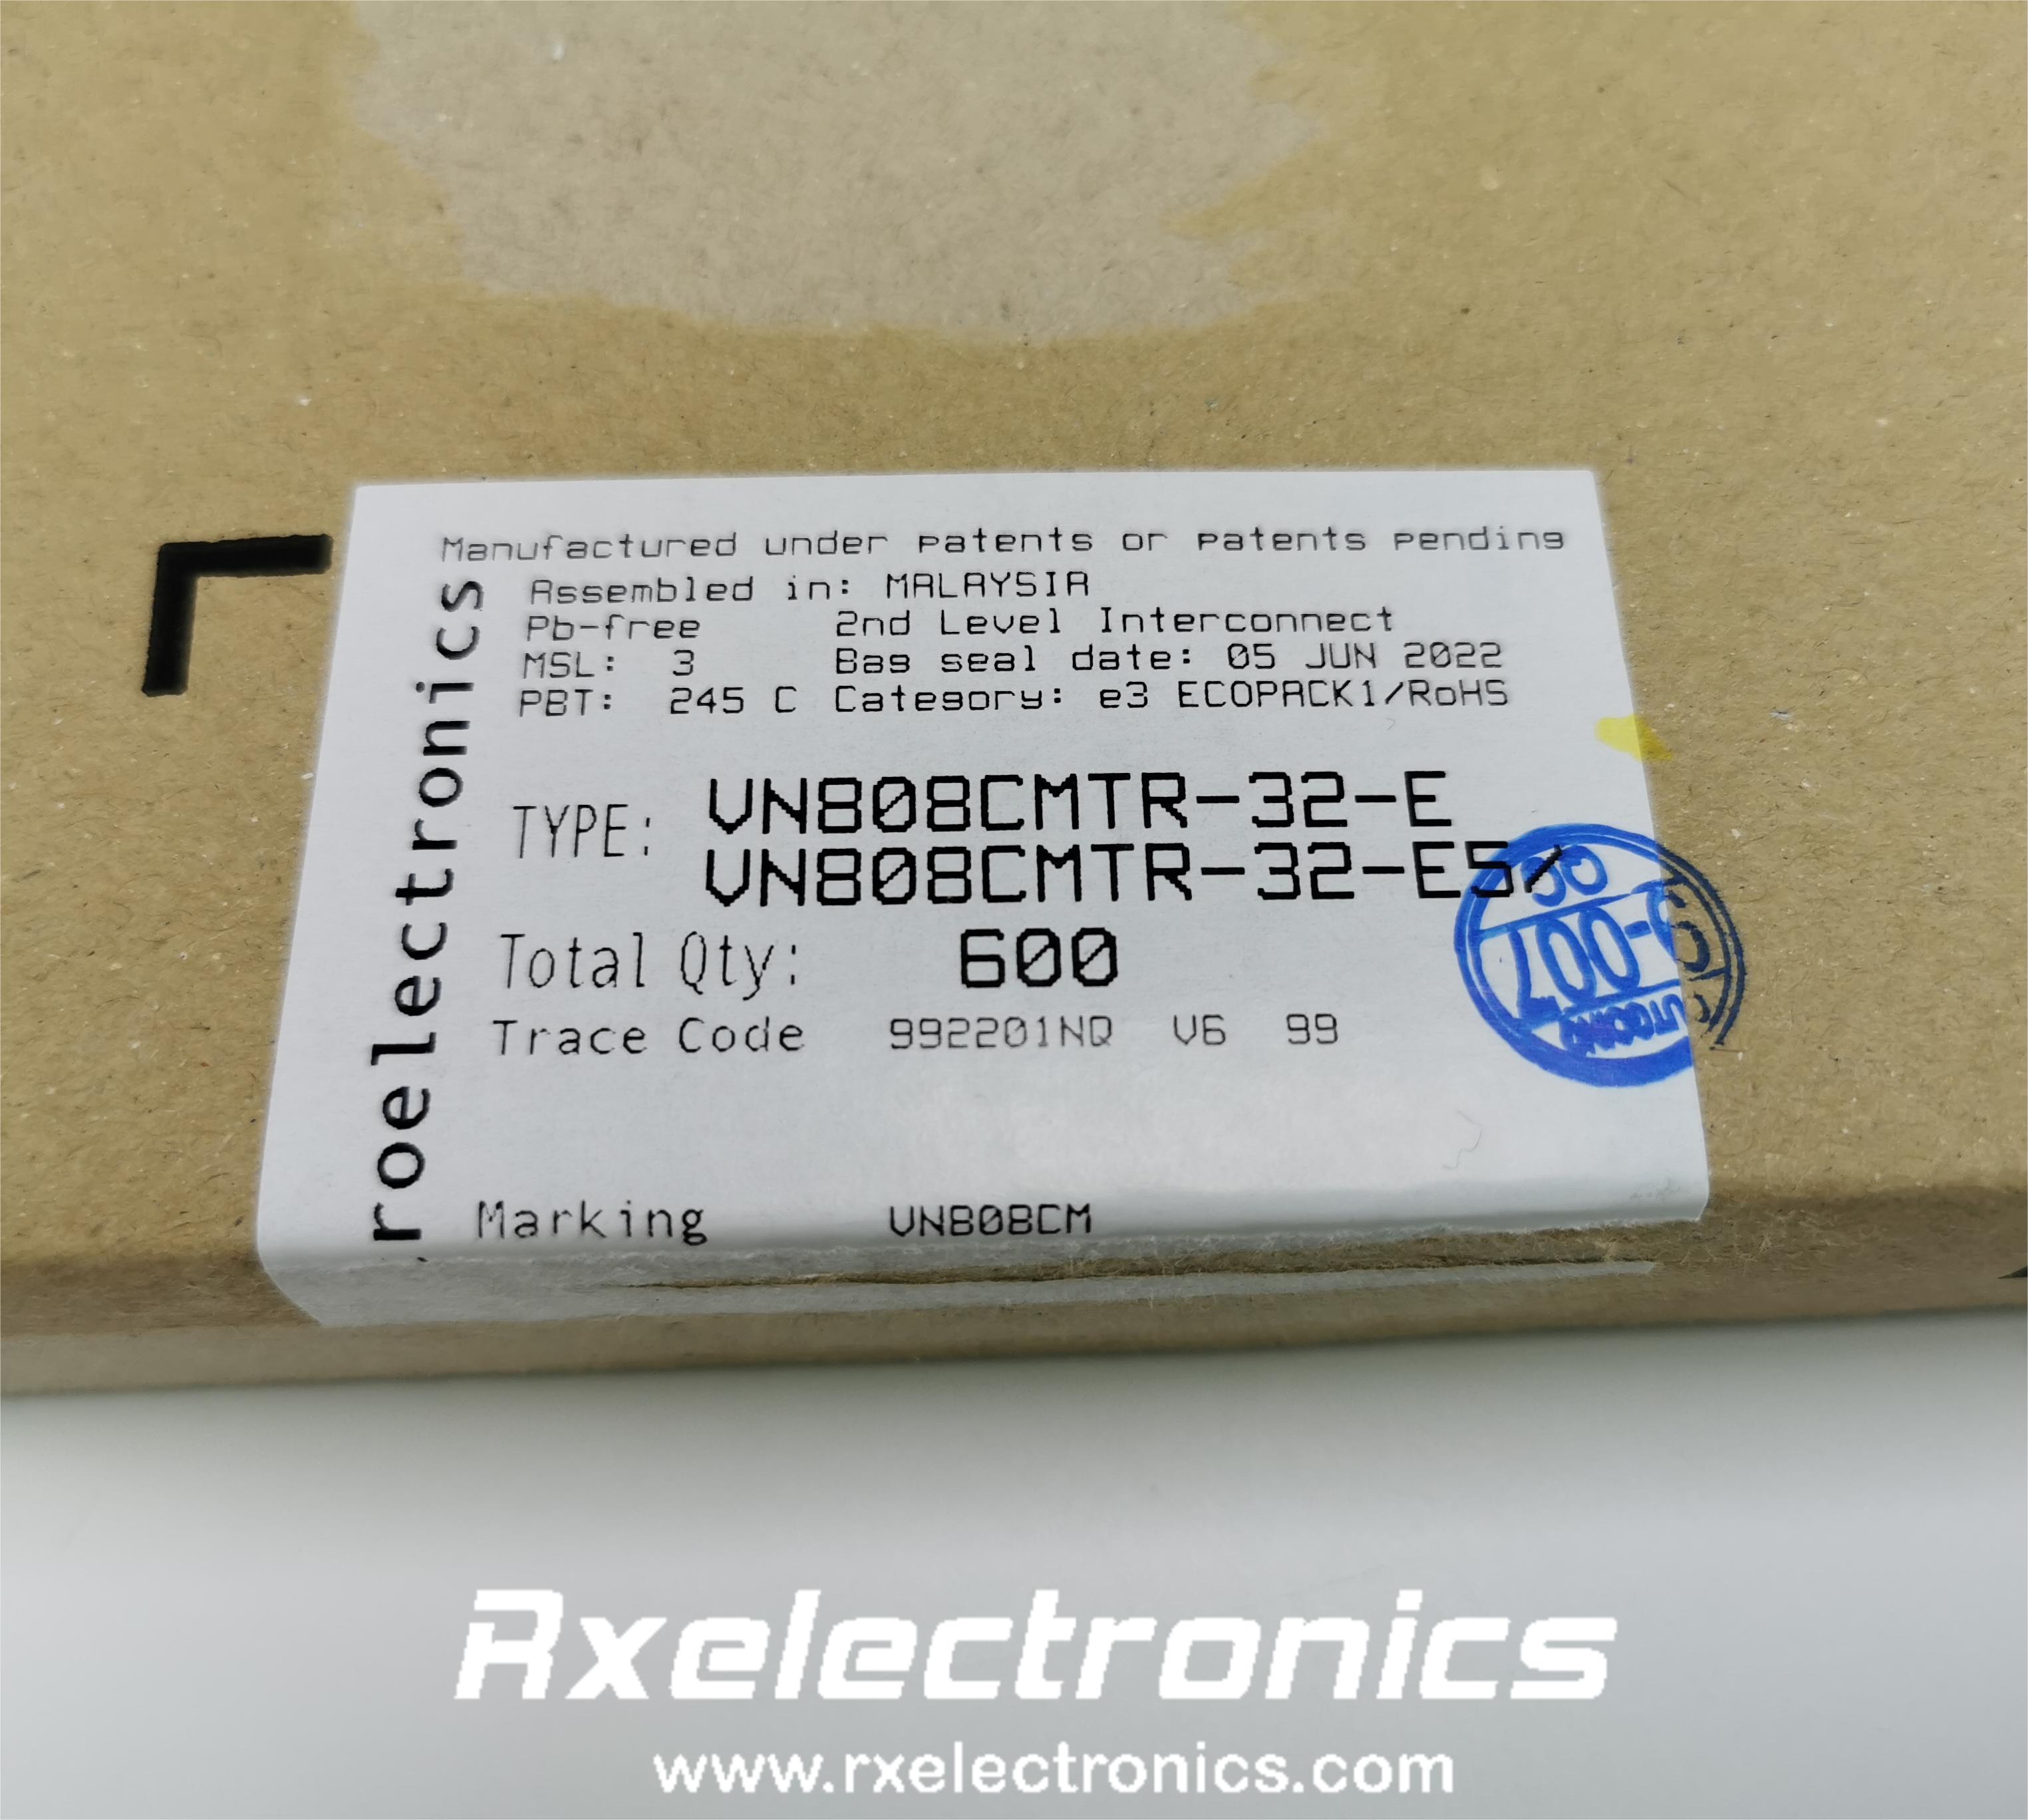 Manufactured under patents or patents pending
roelectronics
Assembled in: MALAYSIA
Pb-free 2nd Level Interconnect
MSL: 3 Bag seal date: 05 JUN 2022
PBT: 245 C Category: e3 ECOPACK1/RoHS
TYPE: VN808CMTR-32-E
VN808CMTR-32-E5/
Total Qty: 600
Trace Code 992201NQ V6 99
Marking VN808CM
Rxelectronics
www.rxelectronics.com